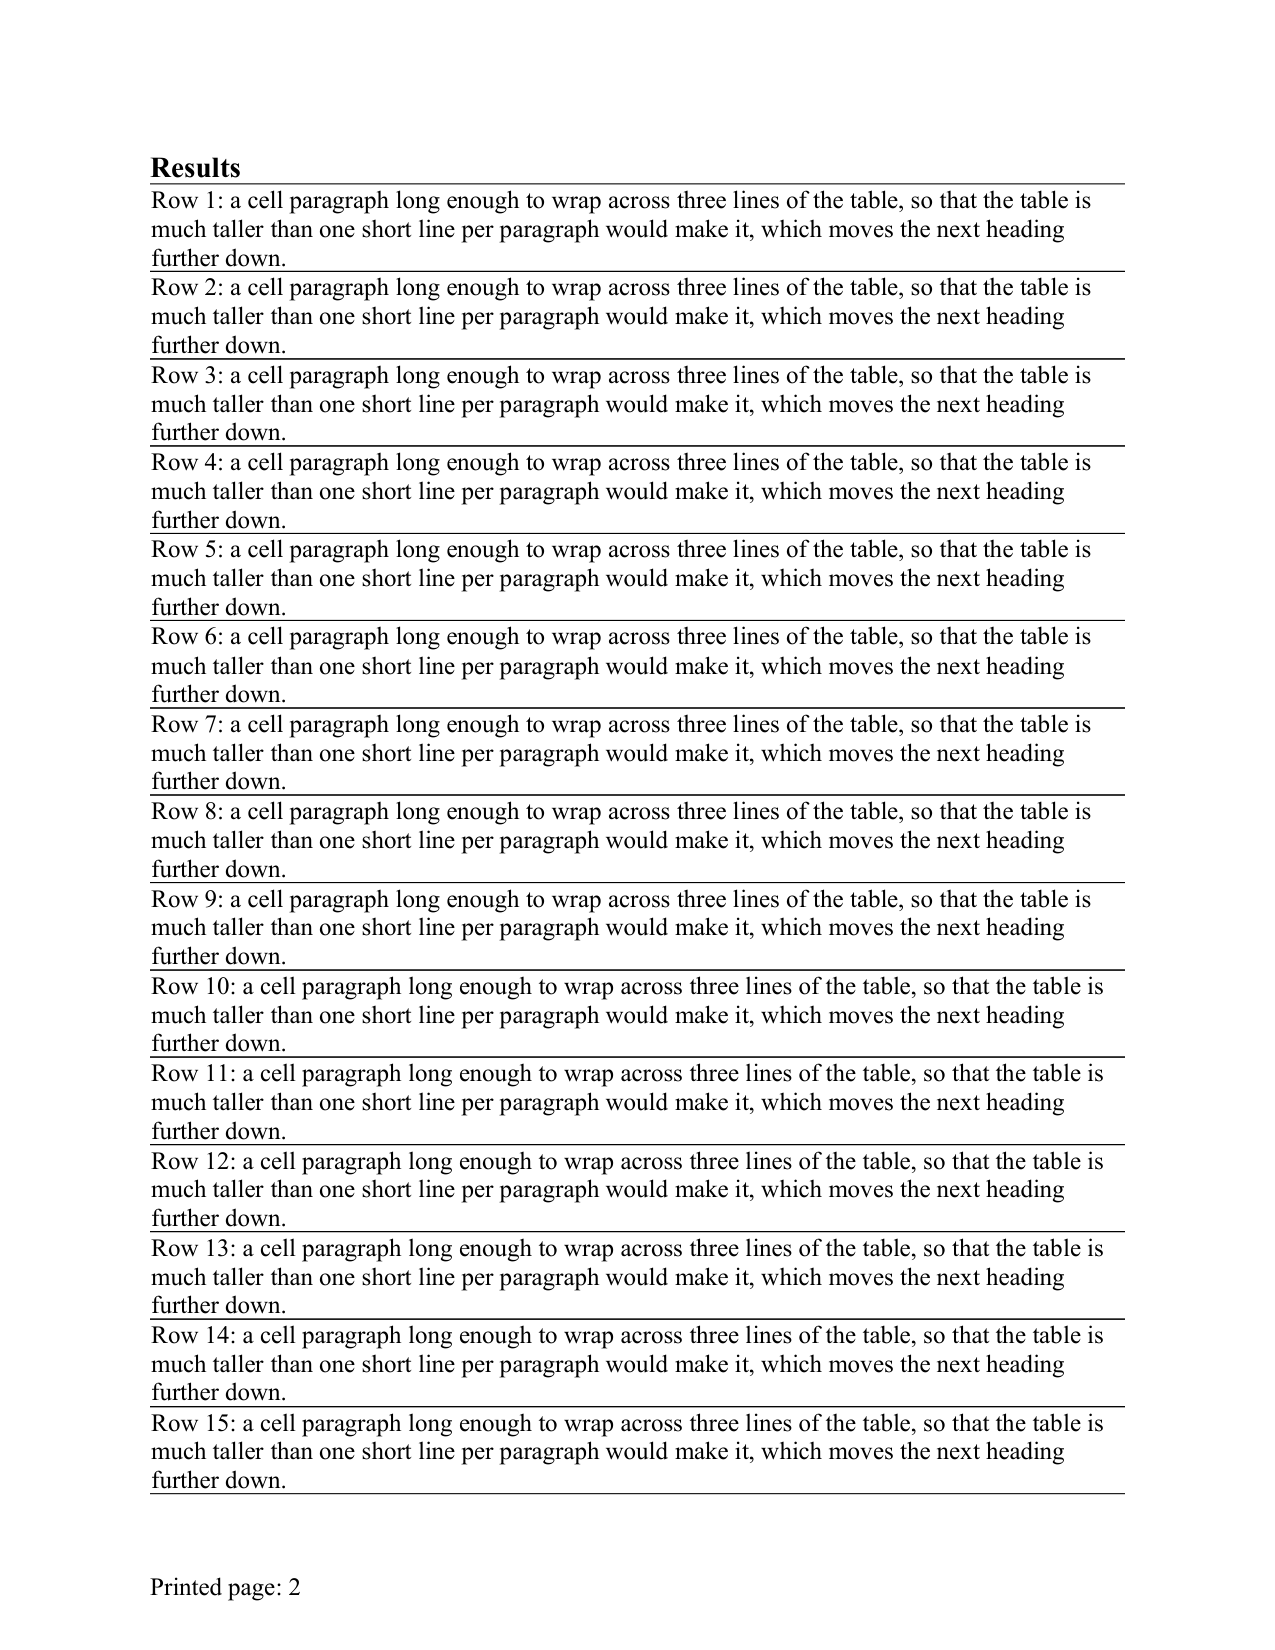 Results
Row 1: a cell paragraph long enough to wrap across three lines of the table, so that the table is
much taller than one short line per paragraph would make it, which moves the next heading
further down.
Row 2: a cell paragraph long enough to wrap across three lines of the table, so that the table is
much taller than one short line per paragraph would make it, which moves the next heading
further down.
Row 3: a cell paragraph long enough to wrap across three lines of the table, so that the table is
much taller than one short line per paragraph would make it, which moves the next heading
further down.
Row 4: a cell paragraph long enough to wrap across three lines of the table, so that the table is
much taller than one short line per paragraph would make it, which moves the next heading
further down.
Row 5: a cell paragraph long enough to wrap across three lines of the table, so that the table is
much taller than one short line per paragraph would make it, which moves the next heading
further down.
Row 6: a cell paragraph long enough to wrap across three lines of the table, so that the table is
much taller than one short line per paragraph would make it, which moves the next heading
further down.
Row 7: a cell paragraph long enough to wrap across three lines of the table, so that the table is
much taller than one short line per paragraph would make it, which moves the next heading
further down.
Row 8: a cell paragraph long enough to wrap across three lines of the table, so that the table is
much taller than one short line per paragraph would make it, which moves the next heading
further down.
Row 9: a cell paragraph long enough to wrap across three lines of the table, so that the table is
much taller than one short line per paragraph would make it, which moves the next heading
further down.
Row 10: a cell paragraph long enough to wrap across three lines of the table, so that the table is
much taller than one short line per paragraph would make it, which moves the next heading
further down.
Row 11: a cell paragraph long enough to wrap across three lines of the table, so that the table is
much taller than one short line per paragraph would make it, which moves the next heading
further down.
Row 12: a cell paragraph long enough to wrap across three lines of the table, so that the table is
much taller than one short line per paragraph would make it, which moves the next heading
further down.
Row 13: a cell paragraph long enough to wrap across three lines of the table, so that the table is
much taller than one short line per paragraph would make it, which moves the next heading
further down.
Row 14: a cell paragraph long enough to wrap across three lines of the table, so that the table is
much taller than one short line per paragraph would make it, which moves the next heading
further down.
Row 15: a cell paragraph long enough to wrap across three lines of the table, so that the table is
much taller than one short line per paragraph would make it, which moves the next heading
further down.
Printed page: 2